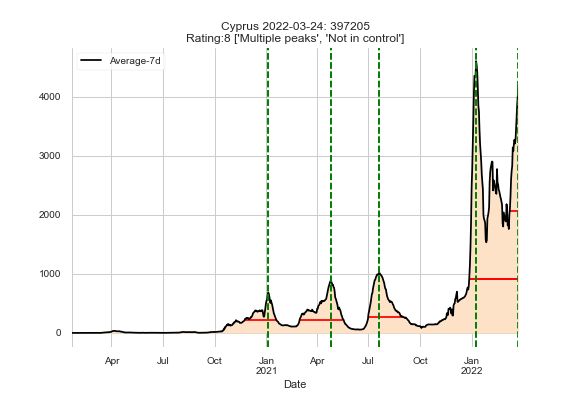 Cyprus 2022-03-24: 397205
Rating:8 ['Multiple peaks', 'Not in control']
Average-7d
4000
3000
2000
1000
0
Apr
Jul
Oct
Jan
2021
Apr
Jul
Oct
Jan
2022
Date